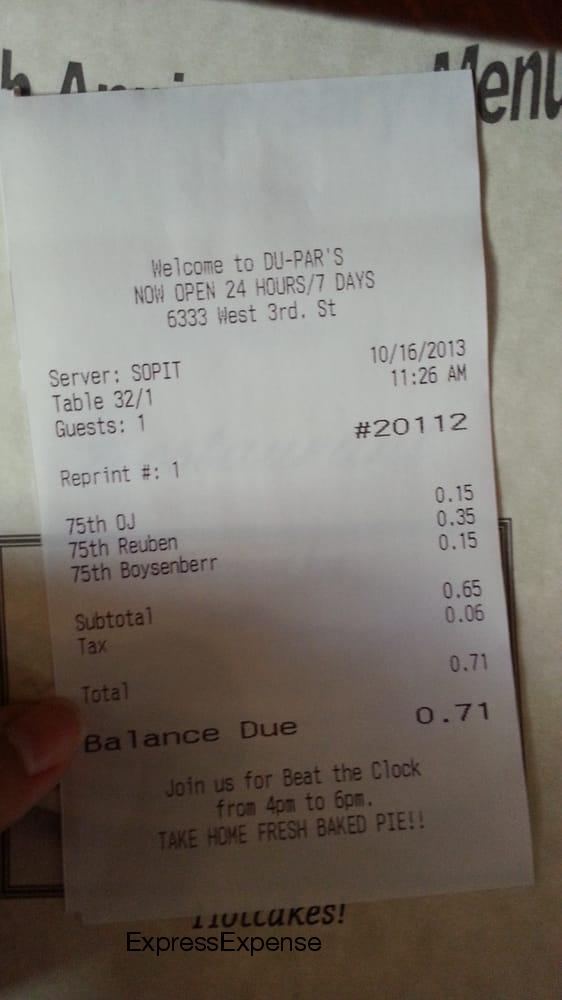 Menu
Welcome to DU-PAR'S
NOW OPEN 24 HOURS/7 DAYS
6333 West 3rd. St
Server: SOPIT 10/16/2013
Table 32/1 11:26 AM
Guests: 1 #20112
Reprint #: 1
75th OJ 0.15
75th Reuben 0.35
75th Boysenberr 0.15
Subtotal 0.65
Tax 0.06
Total 0.71
Balance Due 0.71
Join us for Beat the Clock
from 4pm to 6pm.
TAKE HOME FRESH BAKED PIE!!
Hotcakes!
ExpressExpense